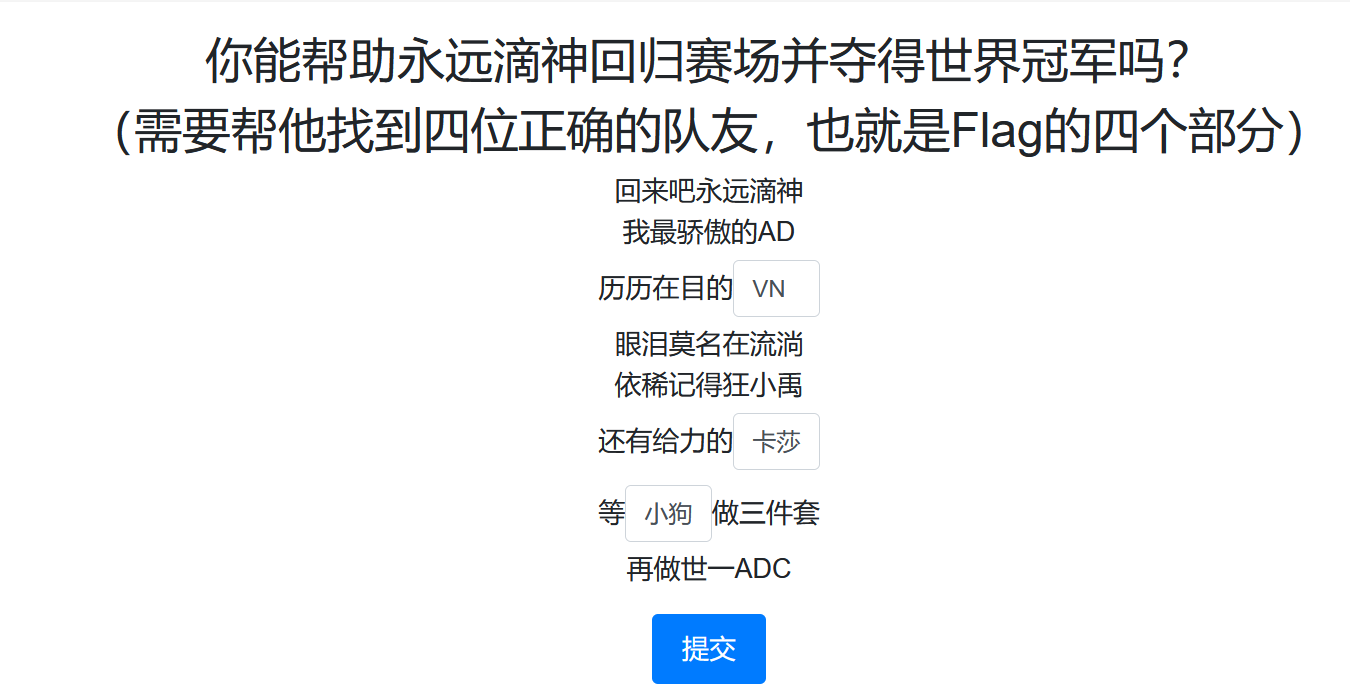 你能帮助永远滴神回归赛场并夺得世界冠军吗？
（需要帮他找到四位正确的队友，也就是Flag的四个部分）
回来吧永远滴神
我最骄傲的AD
历历在目的 VN
眼泪莫名在流淌
依稀记得狂小禹
还有给力的 卡莎
等 小狗 做三件套
再做世一ADC
提交